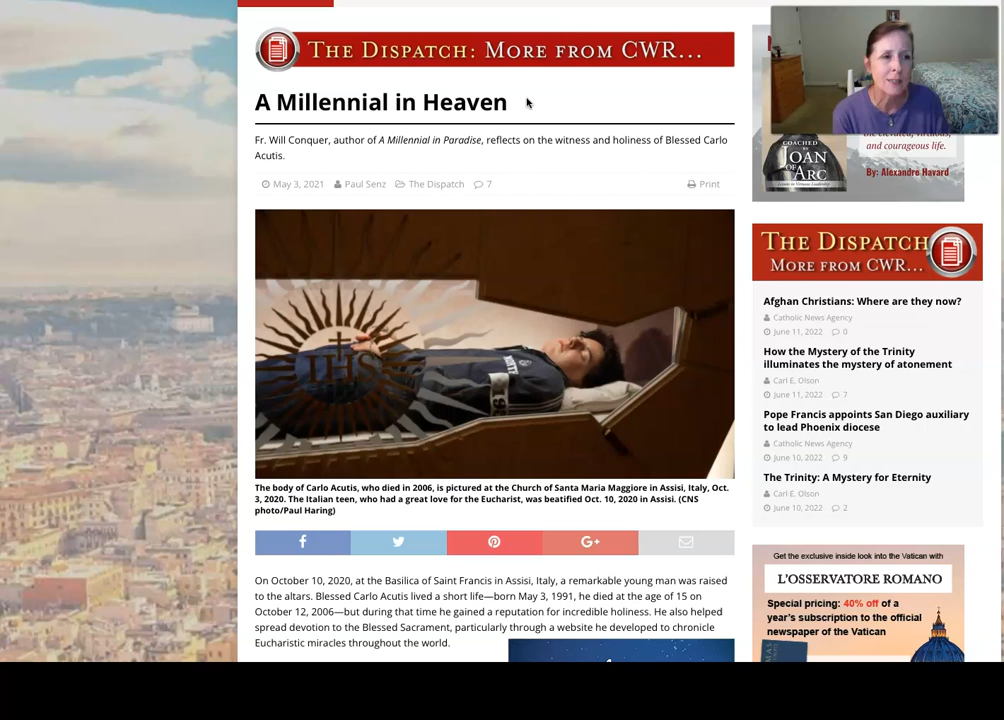 THE DISPATCH: MORE FROM CWR...
A Millennial in Heaven
Fr. Will Conquer, author of A Millennial in Paradise, reflects on the witness and holiness of Blessed Carlo
Acutis.
May 3, 2021 Paul Senz The Dispatch 7 Print
IHS
The body of Carlo Acutis, who died in 2006, is pictured at the Church of Santa Maria Maggiore in Assisi, Italy, Oct.
3, 2020. The Italian teen, who had a great love for the Eucharist, was beatified Oct. 10, 2020 in Assisi. (CNS
photo/Paul Haring)
f G+
On October 10, 2020, at the Basilica of Saint Francis in Assisi, Italy, a remarkable young man was raised
to the altars. Blessed Carlo Acutis lived a short life—born May 3, 1991, he died at the age of 15 on
October 12, 2006—but during that time he gained a reputation for incredible holiness. He also helped
spread devotion to the Blessed Sacrament, particularly through a website he developed to chronicle
Eucharistic miracles throughout the world.
and courageous life.
COACHED
BY
JOAN
OF ARC
By: Alexandre Havard
THE DISPATCH
MORE FROM CWR...
Afghan Christians: Where are they now?
Catholic News Agency
June 11, 2022 0
How the Mystery of the Trinity
illuminates the mystery of atonement
Carl E. Olson
June 11, 2022 7
Pope Francis appoints San Diego auxiliary
to lead Phoenix diocese
Catholic News Agency
June 10, 2022 9
The Trinity: A Mystery for Eternity
Carl E. Olson
June 10, 2022 2
Get the exclusive inside look into the Vatican with
L'OSSERVATORE ROMANO
Special pricing: 40% off of a
year's subscription to the official
newspaper of the Vatican